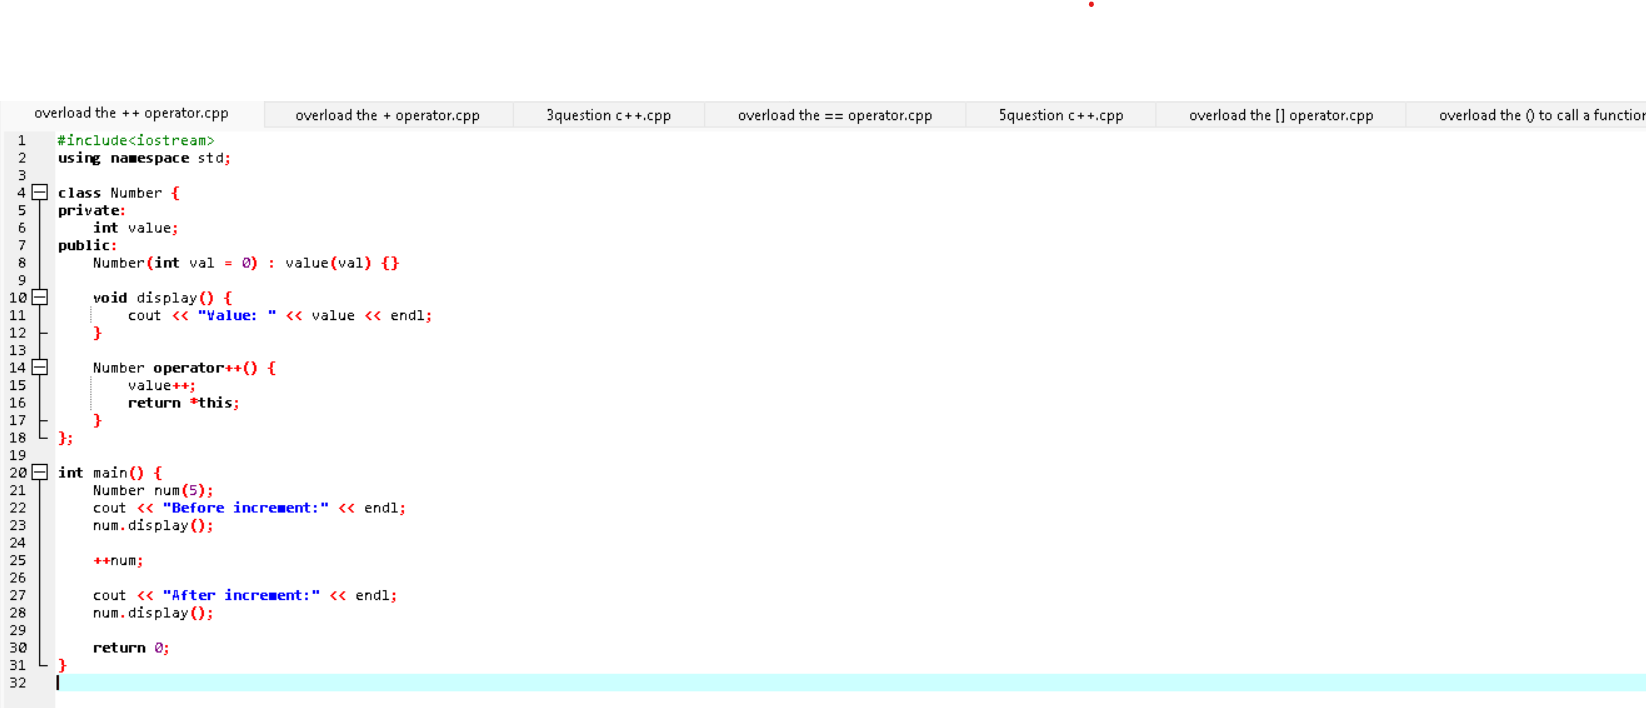 overload the ++ operator.cpp overload the + operator.cpp 3question c++.cpp overload the == operator.cpp 5question c++.cpp overload the [] operator.cpp overload the () to call a function
1 #include<iostream>
2 using namespace std;
3
4 class Number {
5 private:
6 int value;
7 public:
8 Number(int val = 0) : value(val) {}
9
10 void display() {
11 cout << "Value: " << value << endl;
12 }
13
14 Number operator++() {
15 value++;
16 return *this;
17 }
18 };
19
20 int main() {
21 Number num(5);
22 cout << "Before increment:" << endl;
23 num.display();
24
25 ++num;
26
27 cout << "After increment:" << endl;
28 num.display();
29
30 return 0;
31 }
32